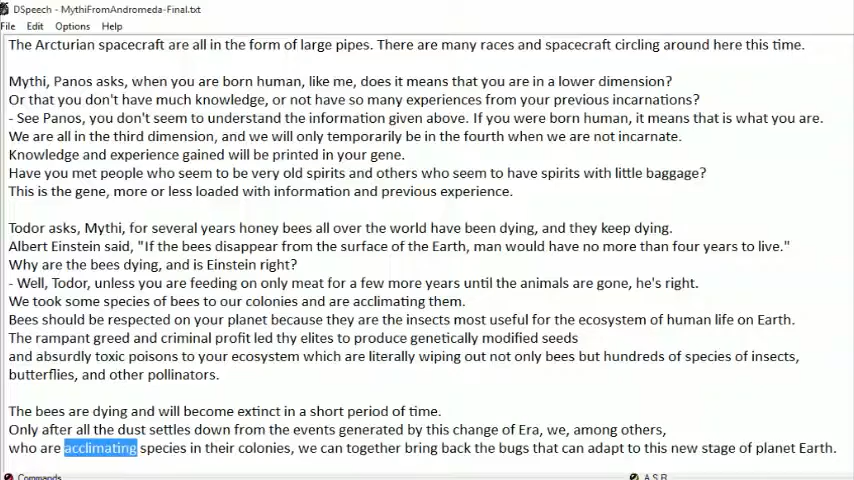 DSpeech - MythiFromAndromeda-Final.txt
File Edit Options Help
The Arcturian spacecraft are all in the form of large pipes. There are many races and spacecraft circling around here this time.
Mythi, Panos asks, when you are born human, like me, does it means that you are in a lower dimension?
Or that you don't have much knowledge, or not have so many experiences from your previous incarnations?
- See Panos, you don't seem to understand the information given above. If you were born human, it means that is what you are.
We are all in the third dimension, and we will only temporarily be in the fourth when we are not incarnate.
Knowledge and experience gained will be printed in your gene.
Have you met people who seem to be very old spirits and others who seem to have spirits with little baggage?
This is the gene, more or less loaded with information and previous experience.
Todor asks, Mythi, for several years honey bees all over the world have been dying, and they keep dying.
Albert Einstein said, "If the bees disappear from the surface of the Earth, man would have no more than four years to live."
Why are the bees dying, and is Einstein right?
- Well, Todor, unless you are feeding on only meat for a few more years until the animals are gone, he's right.
We took some species of bees to our colonies and are acclimating them.
Bees should be respected on your planet because they are the insects most useful for the ecosystem of human life on Earth.
The rampant greed and criminal profit led thy elites to produce genetically modified seeds
and absurdly toxic poisons to your ecosystem which are literally wiping out not only bees but hundreds of species of insects,
butterflies, and other pollinators.
The bees are dying and will become extinct in a short period of time.
Only after all the dust settles down from the events generated by this change of Era, we, among others,
who are acclimating species in their colonies, we can together bring back the bugs that can adapt to this new stage of planet Earth.
Commands A.S.R.